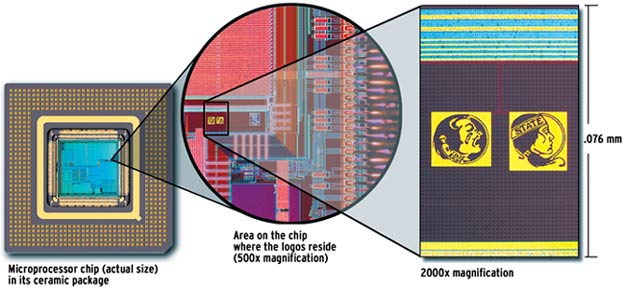 Microprocessor chip (actual size)
in its ceramic package
Area on the chip
where the logos reside
(500x magnification)
STATE
.076 mm
2000x magnification